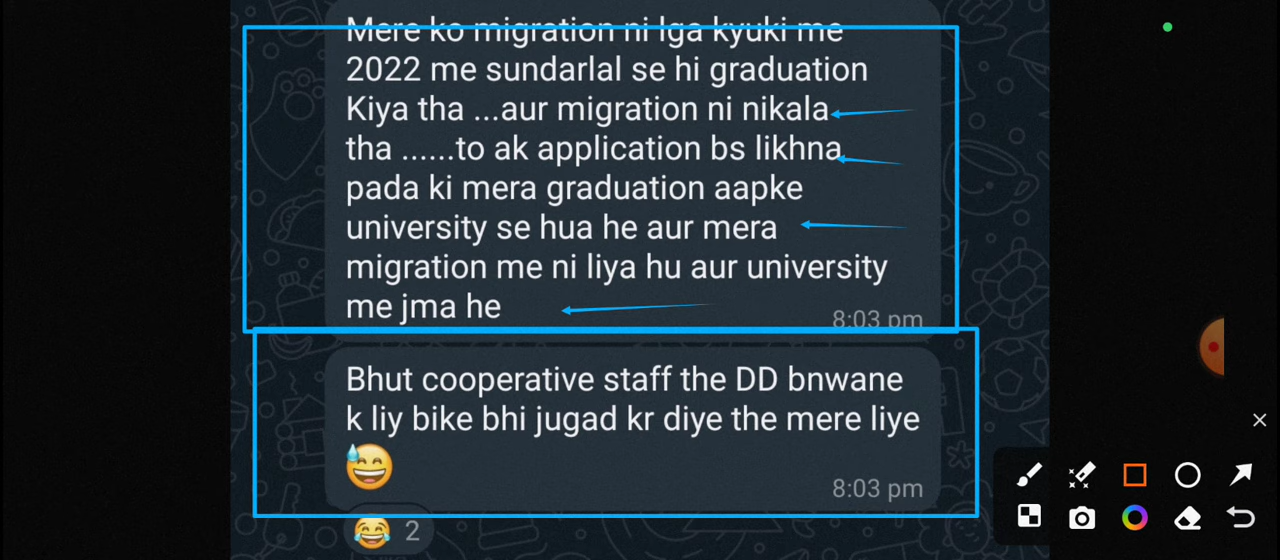 Mere ko migration ni lga kyuki me
2022 me sundarlal se hi graduation
Kiya tha ...aur migration ni nikala
tha ......to ak application bs likhna
pada ki mera graduation aapke
university se hua he aur mera
migration me ni liya hu aur university
me jma he
8:03 pm
Bhut cooperative staff the DD bnwane
k liy bike bhi jugad kr diye the mere liye
😅
8:03 pm
😂 2